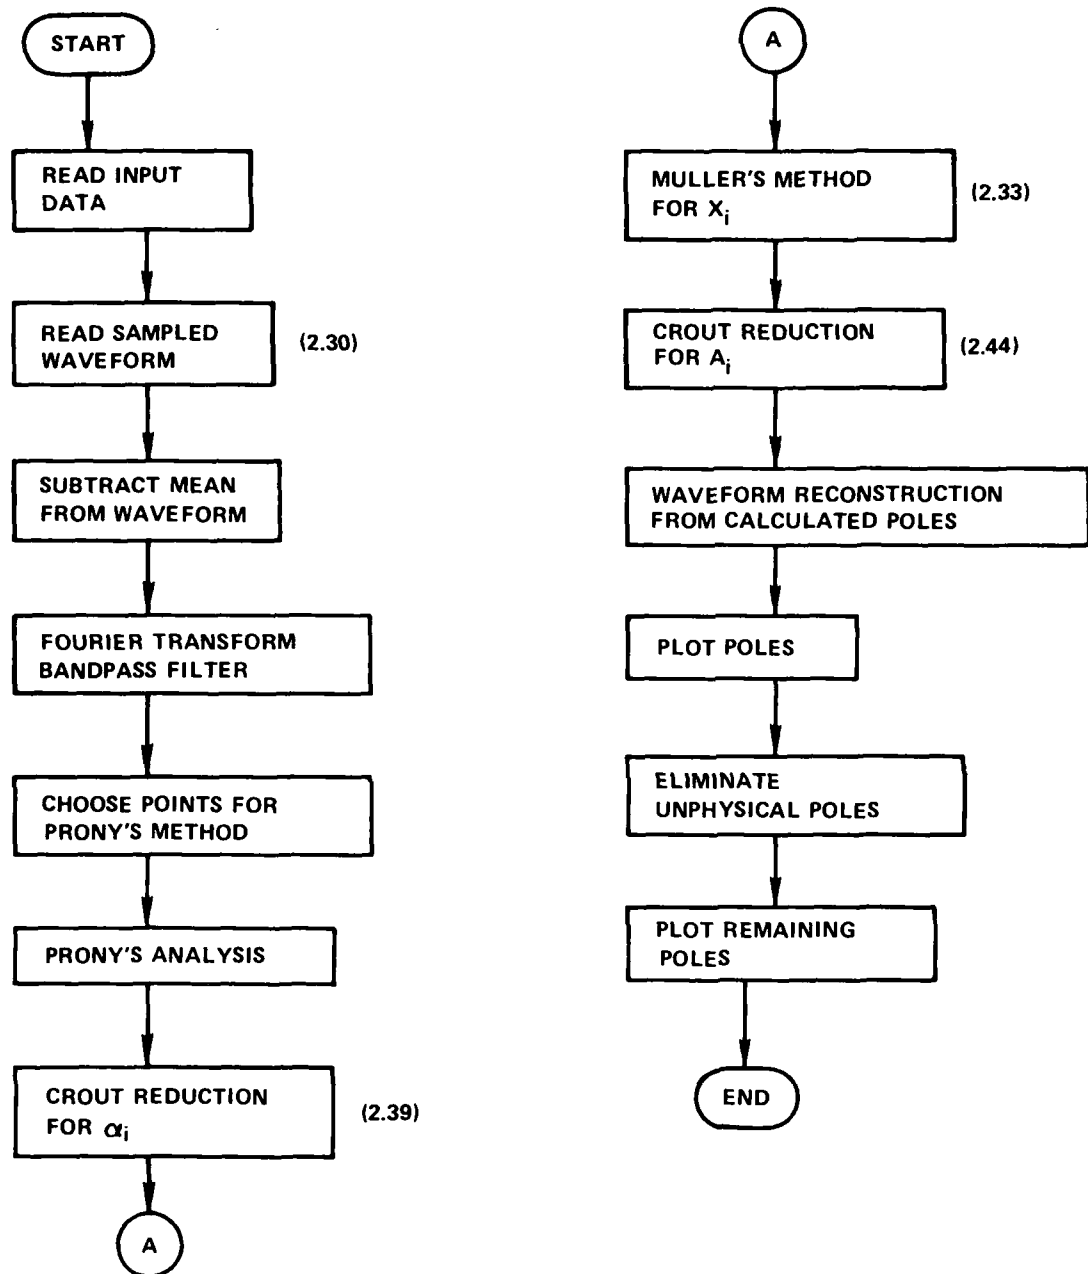 START
READ INPUT
DATA
READ SAMPLED
WAVEFORM
(2.30)
SUBTRACT MEAN
FROM WAVEFORM
FOURIER TRANSFORM
BANDPASS FILTER
CHOOSE POINTS FOR
PRONY'S METHOD
PRONY'S ANALYSIS
CROUT REDUCTION
FOR αi
(2.39)
A
A
MULLER'S METHOD
FOR Xi
(2.33)
CROUT REDUCTION
FOR Ai
(2.44)
WAVEFORM RECONSTRUCTION
FROM CALCULATED POLES
PLOT POLES
ELIMINATE
UNPHYSICAL POLES
PLOT REMAINING
POLES
END